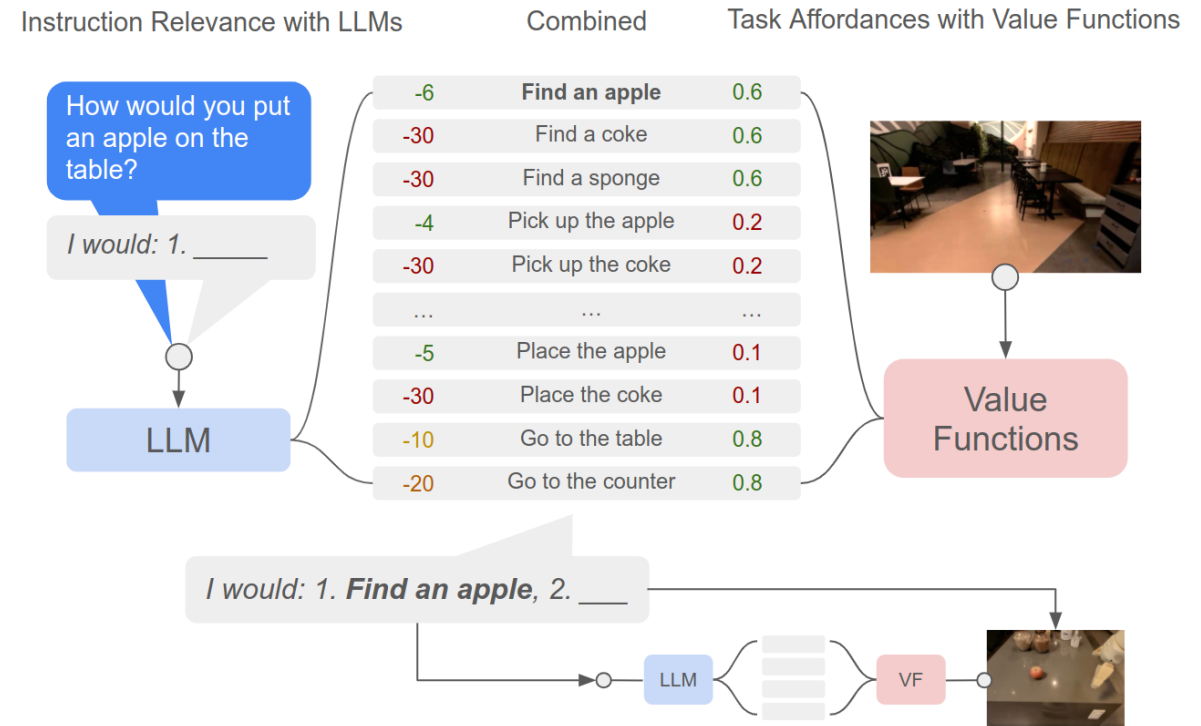 Instruction Relevance with LLMs
Combined
Task Affordances with Value Functions
How would you put
an apple on the
table?
I would: 1. _____
LLM
-6 Find an apple 0.6
-30 Find a coke 0.6
-30 Find a sponge 0.6
-4 Pick up the apple 0.2
-30 Pick up the coke 0.2
... ... ...
-5 Place the apple 0.1
-30 Place the coke 0.1
-10 Go to the table 0.8
-20 Go to the counter 0.8
Value
Functions
I would: 1. Find an apple, 2. ___
LLM
VF